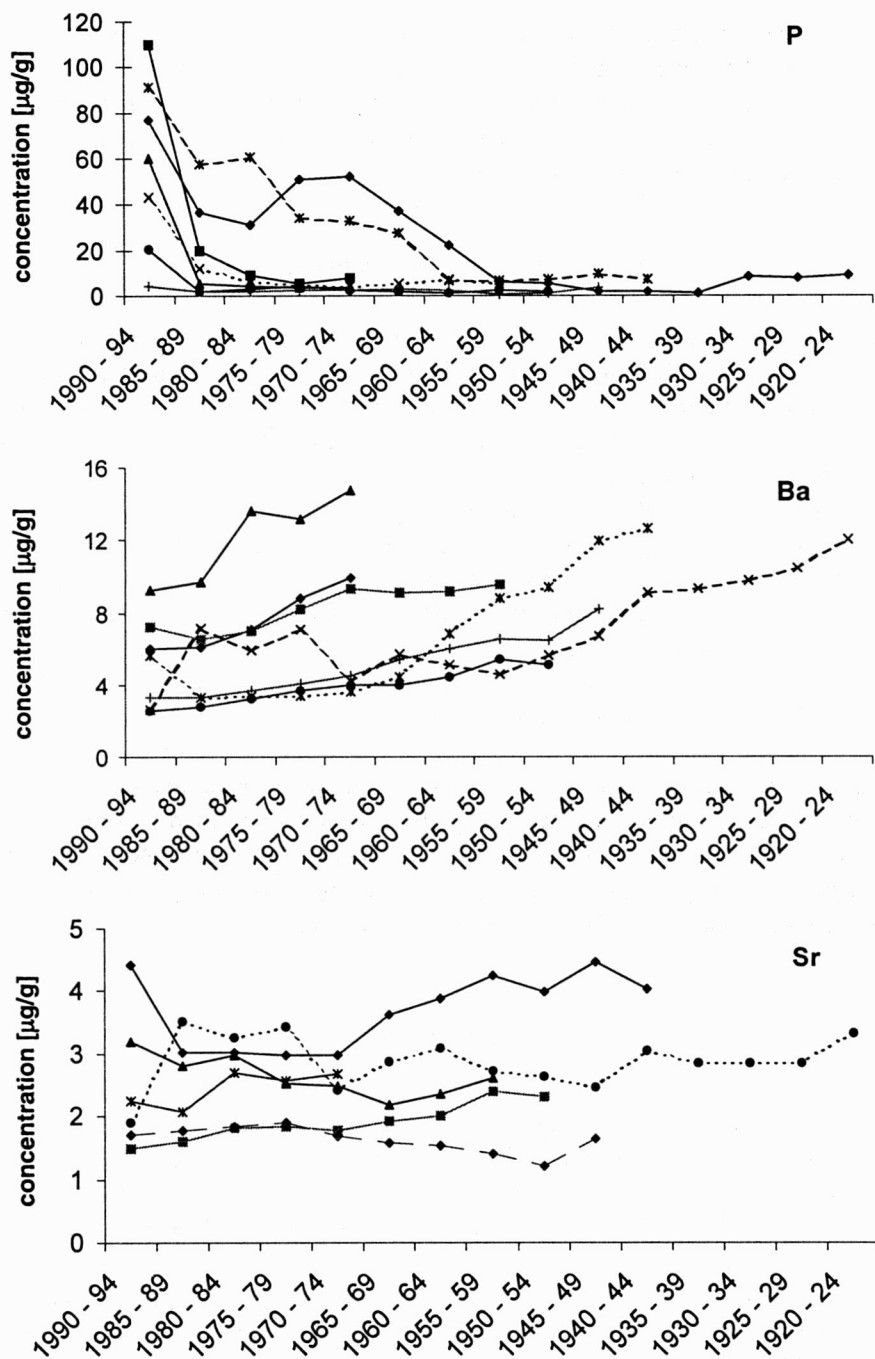 P
concentration [µg/g]
120
100
80
60
40
20
0
1990 - 94
1985 - 89
1980 - 84
1975 - 79
1970 - 74
1965 - 69
1960 - 64
1955 - 59
1950 - 54
1945 - 49
1940 - 44
1935 - 39
1930 - 34
1925 - 29
1920 - 24
Ba
concentration [µg/g]
16
12
8
4
0
1990 - 94
1985 - 89
1980 - 84
1975 - 79
1970 - 74
1965 - 69
1960 - 64
1955 - 59
1950 - 54
1945 - 49
1940 - 44
1935 - 39
1930 - 34
1925 - 29
1920 - 24
Sr
concentration [µg/g]
5
4
3
2
1
0
1990 - 94
1985 - 89
1980 - 84
1975 - 79
1970 - 74
1965 - 69
1960 - 64
1955 - 59
1950 - 54
1945 - 49
1940 - 44
1935 - 39
1930 - 34
1925 - 29
1920 - 24